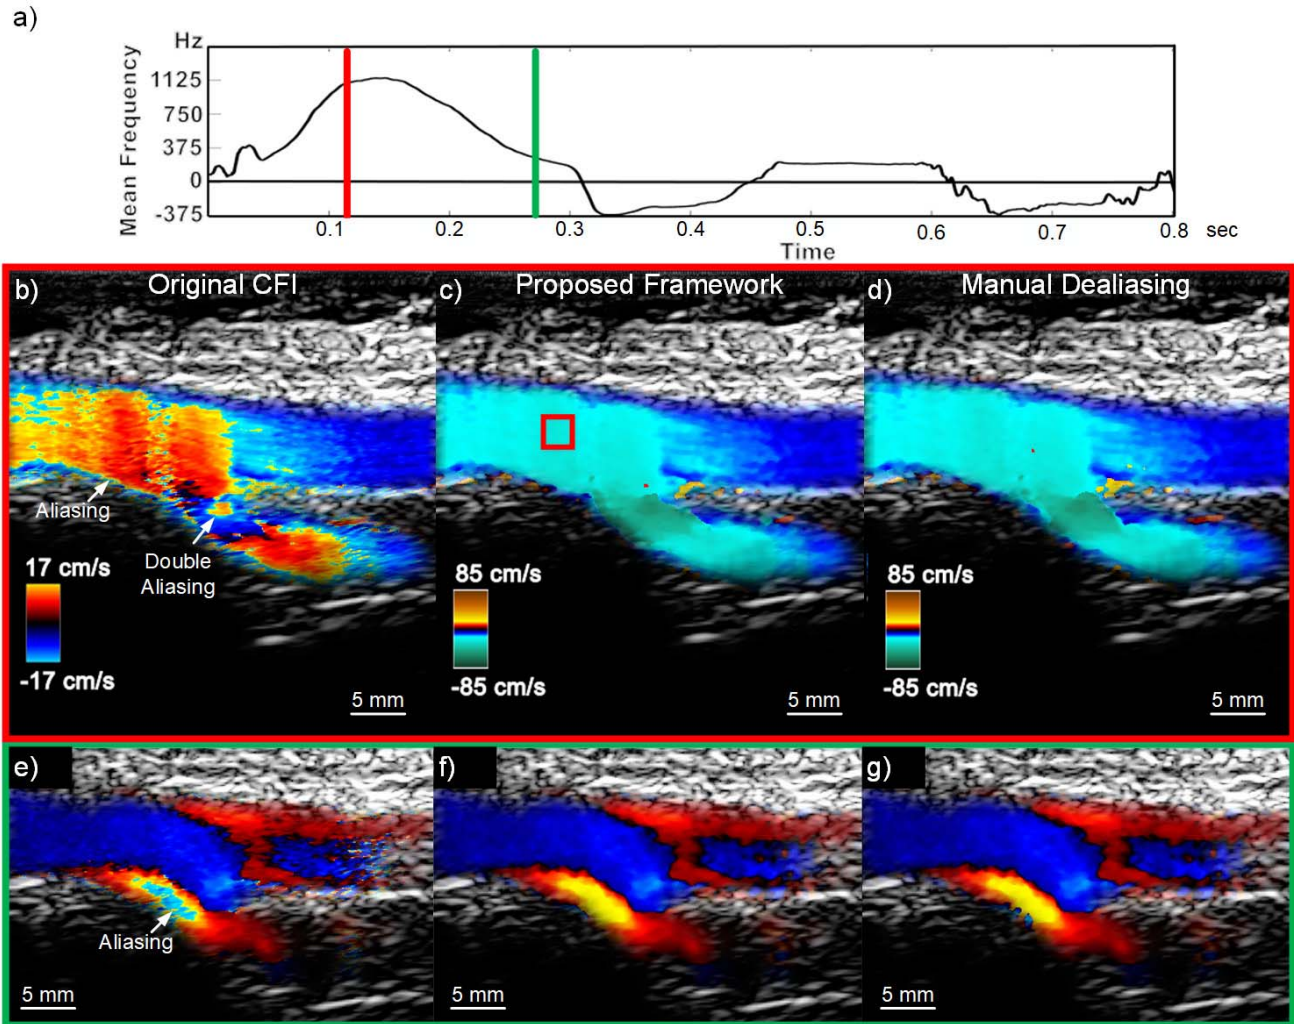 a)
Hz
Mean Frequency
1125
750
375
0
-375
0.1 0.2 0.3 0.4 0.5 0.6 0.7 0.8 sec
Time
b) Original CFI
c) Proposed Framework
d) Manual Dealiasing
Aliasing
Double
Aliasing
17 cm/s
-17 cm/s
5 mm
85 cm/s
-85 cm/s
5 mm
85 cm/s
-85 cm/s
5 mm
e)
f)
g)
Aliasing
5 mm
5 mm
5 mm